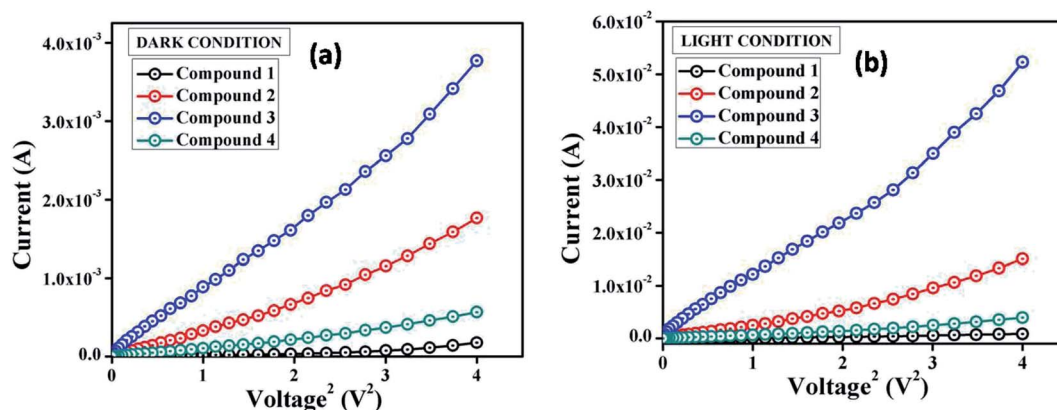 DARK CONDITION
(a)
Compound 1
Compound 2
Compound 3
Compound 4
4.0x10⁻³
3.0x10⁻³
2.0x10⁻³
1.0x10⁻³
0.0
Current (A)
0 1 2 3 4
Voltage² (V²)
LIGHT CONDITION
(b)
Compound 1
Compound 2
Compound 3
Compound 4
6.0x10⁻²
5.0x10⁻²
4.0x10⁻²
3.0x10⁻²
2.0x10⁻²
1.0x10⁻²
0.0
Current (A)
0 1 2 3 4
Voltage² (V²)